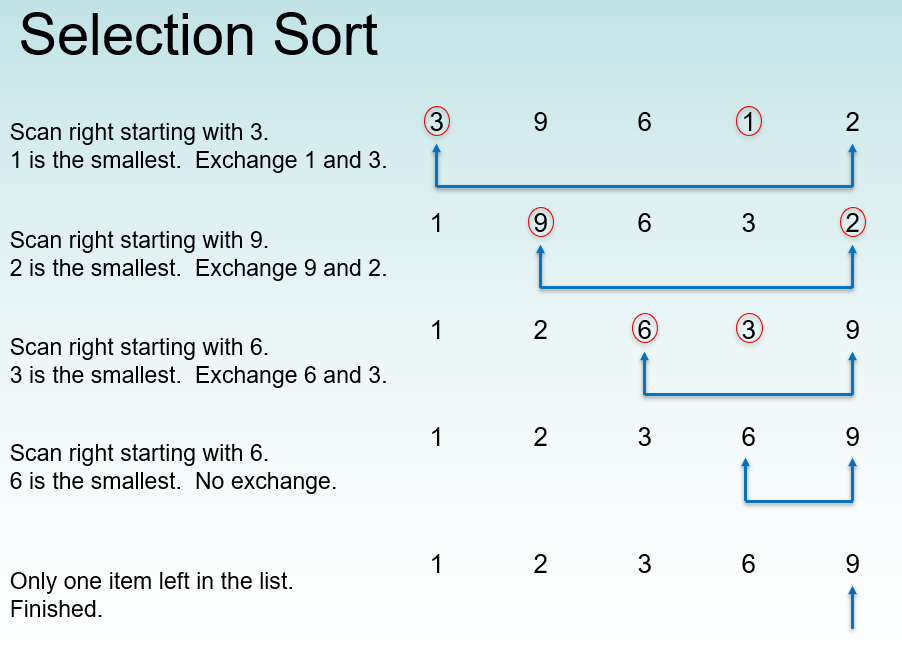 Selection Sort
3 9 6 1 2
Scan right starting with 3.
1 is the smallest.  Exchange 1 and 3.
1 9 6 3 2
Scan right starting with 9.
2 is the smallest.  Exchange 9 and 2.
1 2 6 3 9
Scan right starting with 6.
3 is the smallest.  Exchange 6 and 3.
1 2 3 6 9
Scan right starting with 6.
6 is the smallest.  No exchange.
1 2 3 6 9
Only one item left in the list.
Finished.